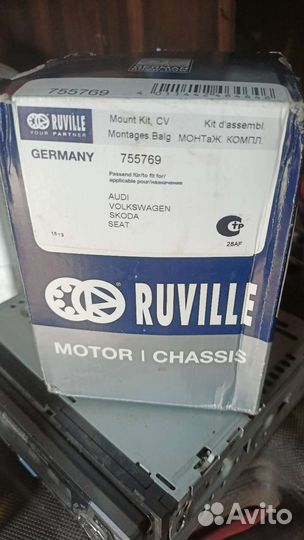 755769
RUVILLE
YOUR PARTNER
Mount Kit, CV Kit d'assembl.
Montages.Balg МОНТаЖ. КОМПЛ.
GERMANY 755769
Passend für/to fit for/
applicable pour/назначение
AUDI
VOLKSWAGEN
SKODA
SEAT
28AF
RUVILLE
MOTOR | CHASSIS
Avito